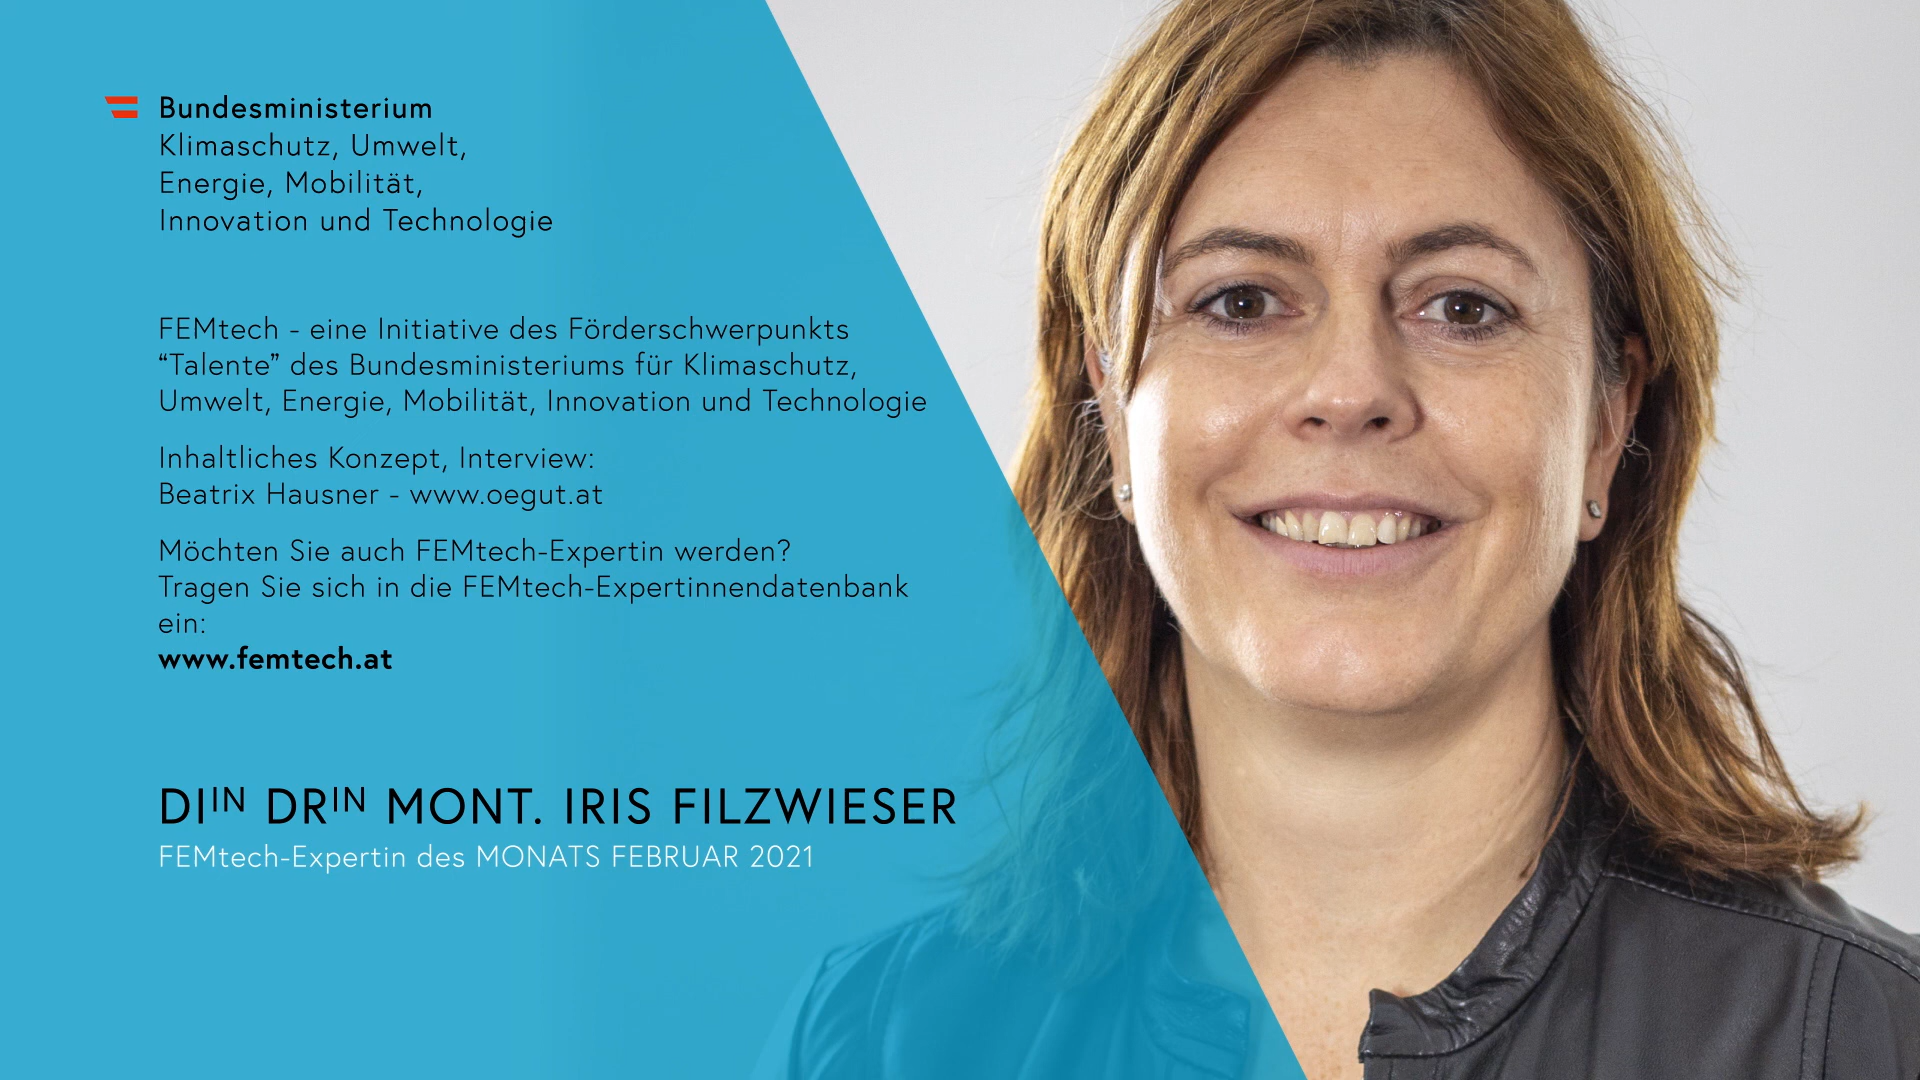 Bundesministerium
Klimaschutz, Umwelt,
Energie, Mobilität,
Innovation und Technologie
FEMtech - eine Initiative des Förderschwerpunkts
“Talente” des Bundesministeriums für Klimaschutz,
Umwelt, Energie, Mobilität, Innovation und Technologie
Inhaltliches Konzept, Interview:
Beatrix Hausner - www.oegut.at
Möchten Sie auch FEMtech-Expertin werden?
Tragen Sie sich in die FEMtech-Expertinnendatenbank
ein:
www.femtech.at
DIᴵᴺ DRᴵᴺ MONT. IRIS FILZWIESER
FEMtech-Expertin des MONATS FEBRUAR 2021